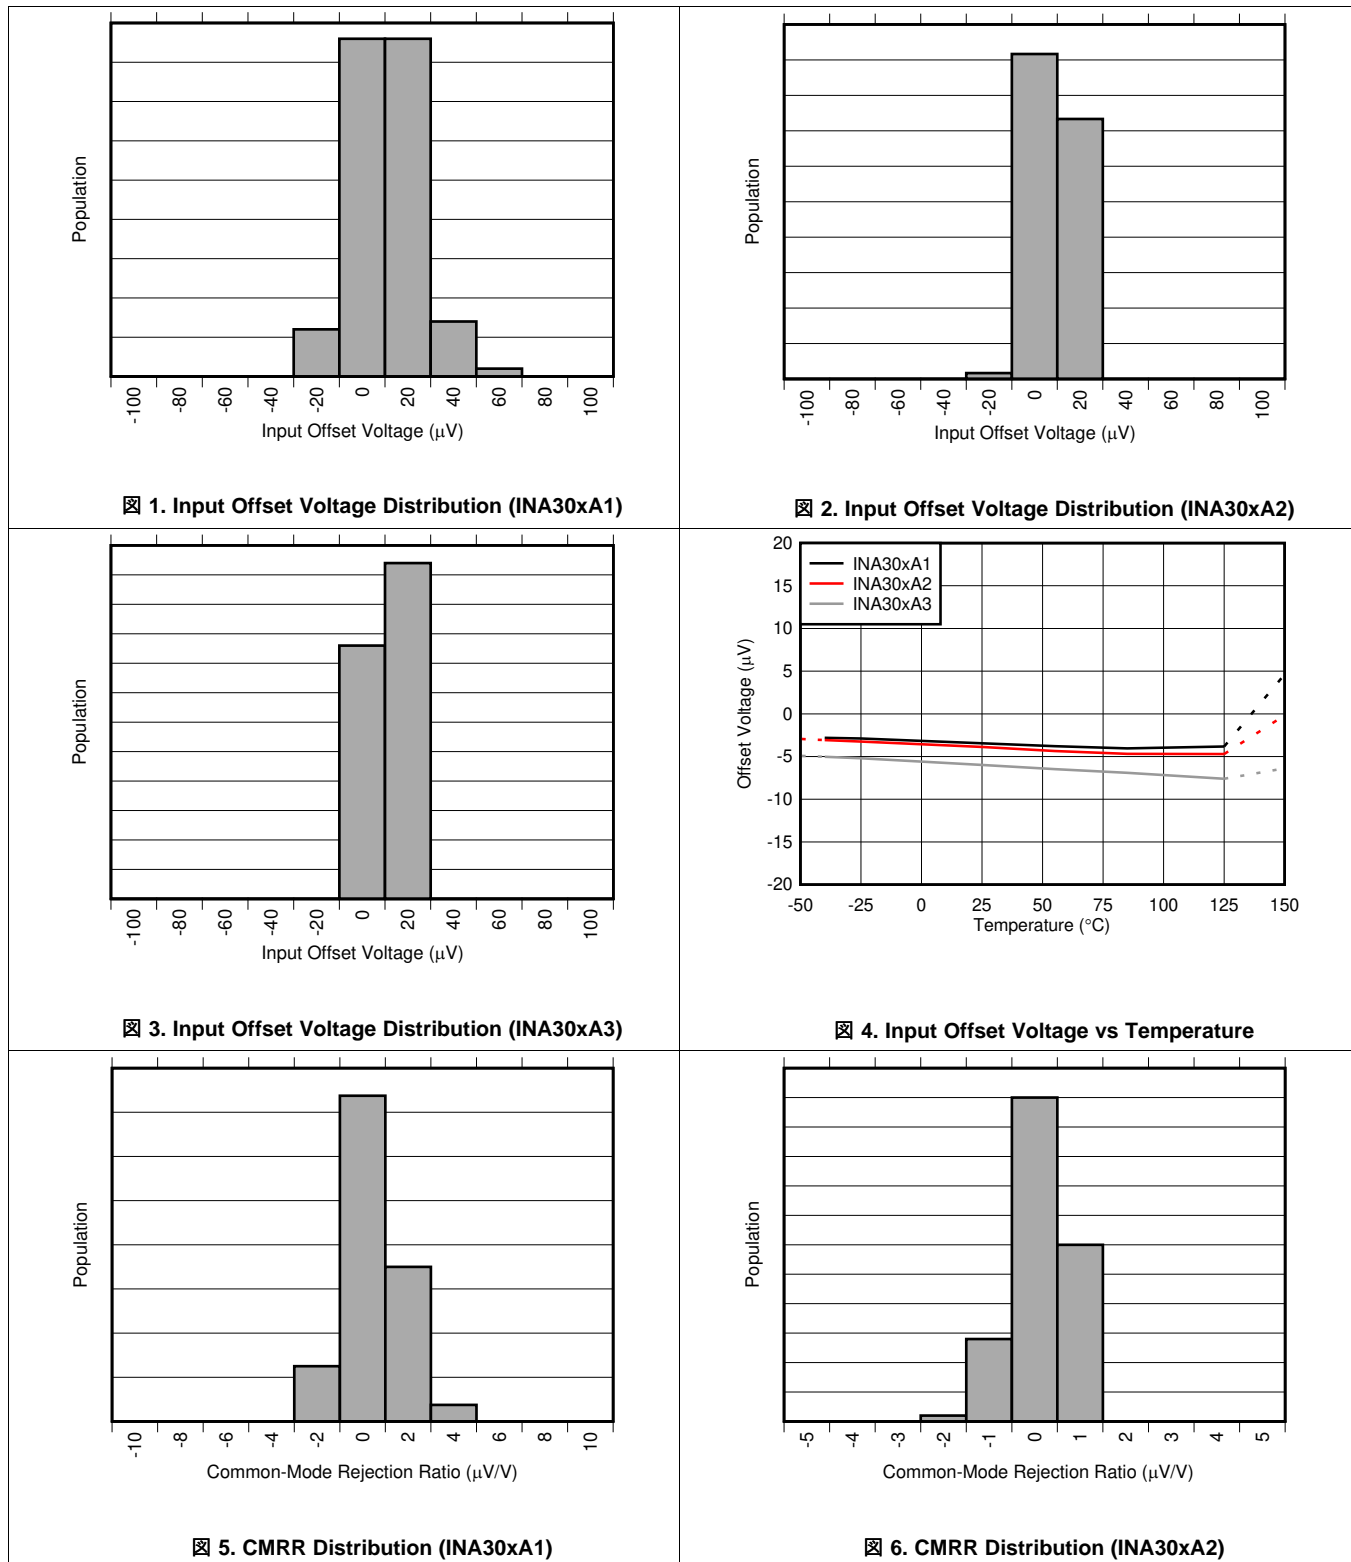 Population
-100 -80 -60 -40 -20 0 20 40 60 80 100
Input Offset Voltage (µV)
図 1. Input Offset Voltage Distribution (INA30xA1)
Population
-100 -80 -60 -40 -20 0 20 40 60 80 100
Input Offset Voltage (µV)
図 2. Input Offset Voltage Distribution (INA30xA2)
Population
-100 -80 -60 -40 -20 0 20 40 60 80 100
Input Offset Voltage (µV)
図 3. Input Offset Voltage Distribution (INA30xA3)
INA30xA1
INA30xA2
INA30xA3
Offset Voltage (µV)
20
15
10
5
0
-5
-10
-15
-20
-50 -25 0 25 50 75 100 125 150
Temperature (°C)
図 4. Input Offset Voltage vs Temperature
Population
-10 -8 -6 -4 -2 0 2 4 6 8 10
Common-Mode Rejection Ratio (µV/V)
図 5. CMRR Distribution (INA30xA1)
Population
-5 -4 -3 -2 -1 0 1 2 3 4 5
Common-Mode Rejection Ratio (µV/V)
図 6. CMRR Distribution (INA30xA2)